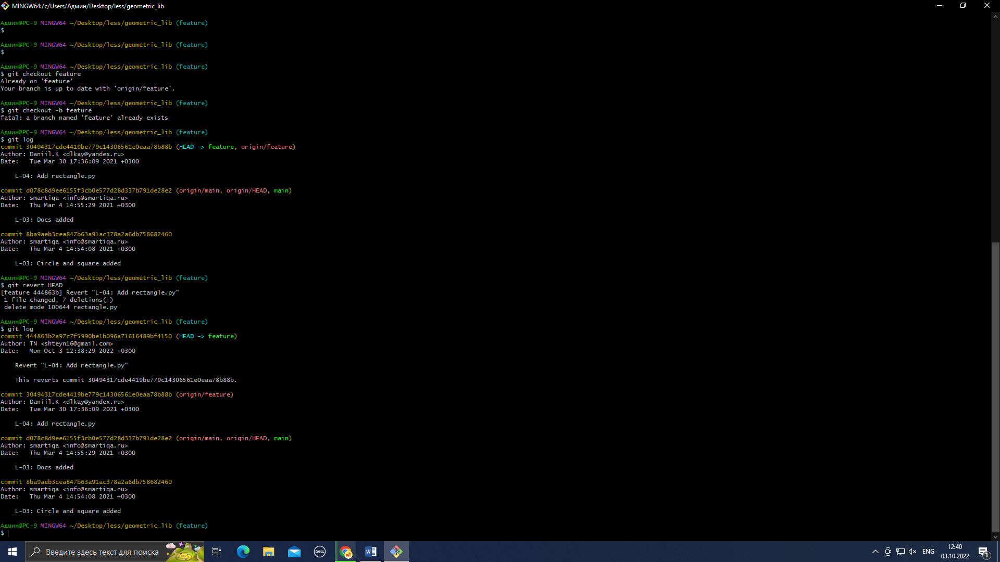 MINGW64:/c/Users/Админ/Desktop/less/geometric_lib
Админ@PC-9 MINGW64 ~/Desktop/less/geometric_lib (feature)
$
Админ@PC-9 MINGW64 ~/Desktop/less/geometric_lib (feature)
$
Админ@PC-9 MINGW64 ~/Desktop/less/geometric_lib (feature)
$ git checkout feature
Already on 'feature'
Your branch is up to date with 'origin/feature'.
Админ@PC-9 MINGW64 ~/Desktop/less/geometric_lib (feature)
$ git checkout -b feature
fatal: a branch named 'feature' already exists
Админ@PC-9 MINGW64 ~/Desktop/less/geometric_lib (feature)
$ git log
commit 30494317cde4419be779c14306561e0eaa78b88b (HEAD -> feature, origin/feature)
Author: Daniil.K <dlkay@yandex.ru>
Date:   Tue Mar 30 17:36:09 2021 +0300
L-04: Add rectangle.py
commit d078c8d9ee6155f3cb0e577d28d337b791de28e2 (origin/main, origin/HEAD, main)
Author: smartiqa <info@smartiqa.ru>
Date:   Thu Mar 4 14:55:29 2021 +0300
L-03: Docs added
commit 8ba9aeb3cea847b63a91ac378a2a6db758682460
Author: smartiqa <info@smartiqa.ru>
Date:   Thu Mar 4 14:54:08 2021 +0300
L-03: Circle and square added
Админ@PC-9 MINGW64 ~/Desktop/less/geometric_lib (feature)
$ git revert HEAD
[feature 444863b] Revert "L-04: Add rectangle.py"
1 file changed, 7 deletions(-)
delete mode 100644 rectangle.py
Админ@PC-9 MINGW64 ~/Desktop/less/geometric_lib (feature)
$ git log
commit 444863b2a97c7f5990be1b096a71616489bf4150 (HEAD -> feature)
Author: TN <shteyn16@gmail.com>
Date:   Mon Oct 3 12:38:29 2022 +0300
Revert "L-04: Add rectangle.py"
This reverts commit 30494317cde4419be779c14306561e0eaa78b88b.
commit 30494317cde4419be779c14306561e0eaa78b88b (origin/feature)
Author: Daniil.K <dlkay@yandex.ru>
Date:   Tue Mar 30 17:36:09 2021 +0300
L-04: Add rectangle.py
commit d078c8d9ee6155f3cb0e577d28d337b791de28e2 (origin/main, origin/HEAD, main)
Author: smartiqa <info@smartiqa.ru>
Date:   Thu Mar 4 14:55:29 2021 +0300
L-03: Docs added
commit 8ba9aeb3cea847b63a91ac378a2a6db758682460
Author: smartiqa <info@smartiqa.ru>
Date:   Thu Mar 4 14:54:08 2021 +0300
L-03: Circle and square added
Админ@PC-9 MINGW64 ~/Desktop/less/geometric_lib (feature)
$
Введите здесь текст для поиска
DELL
ENG
12:40
03.10.2022
1